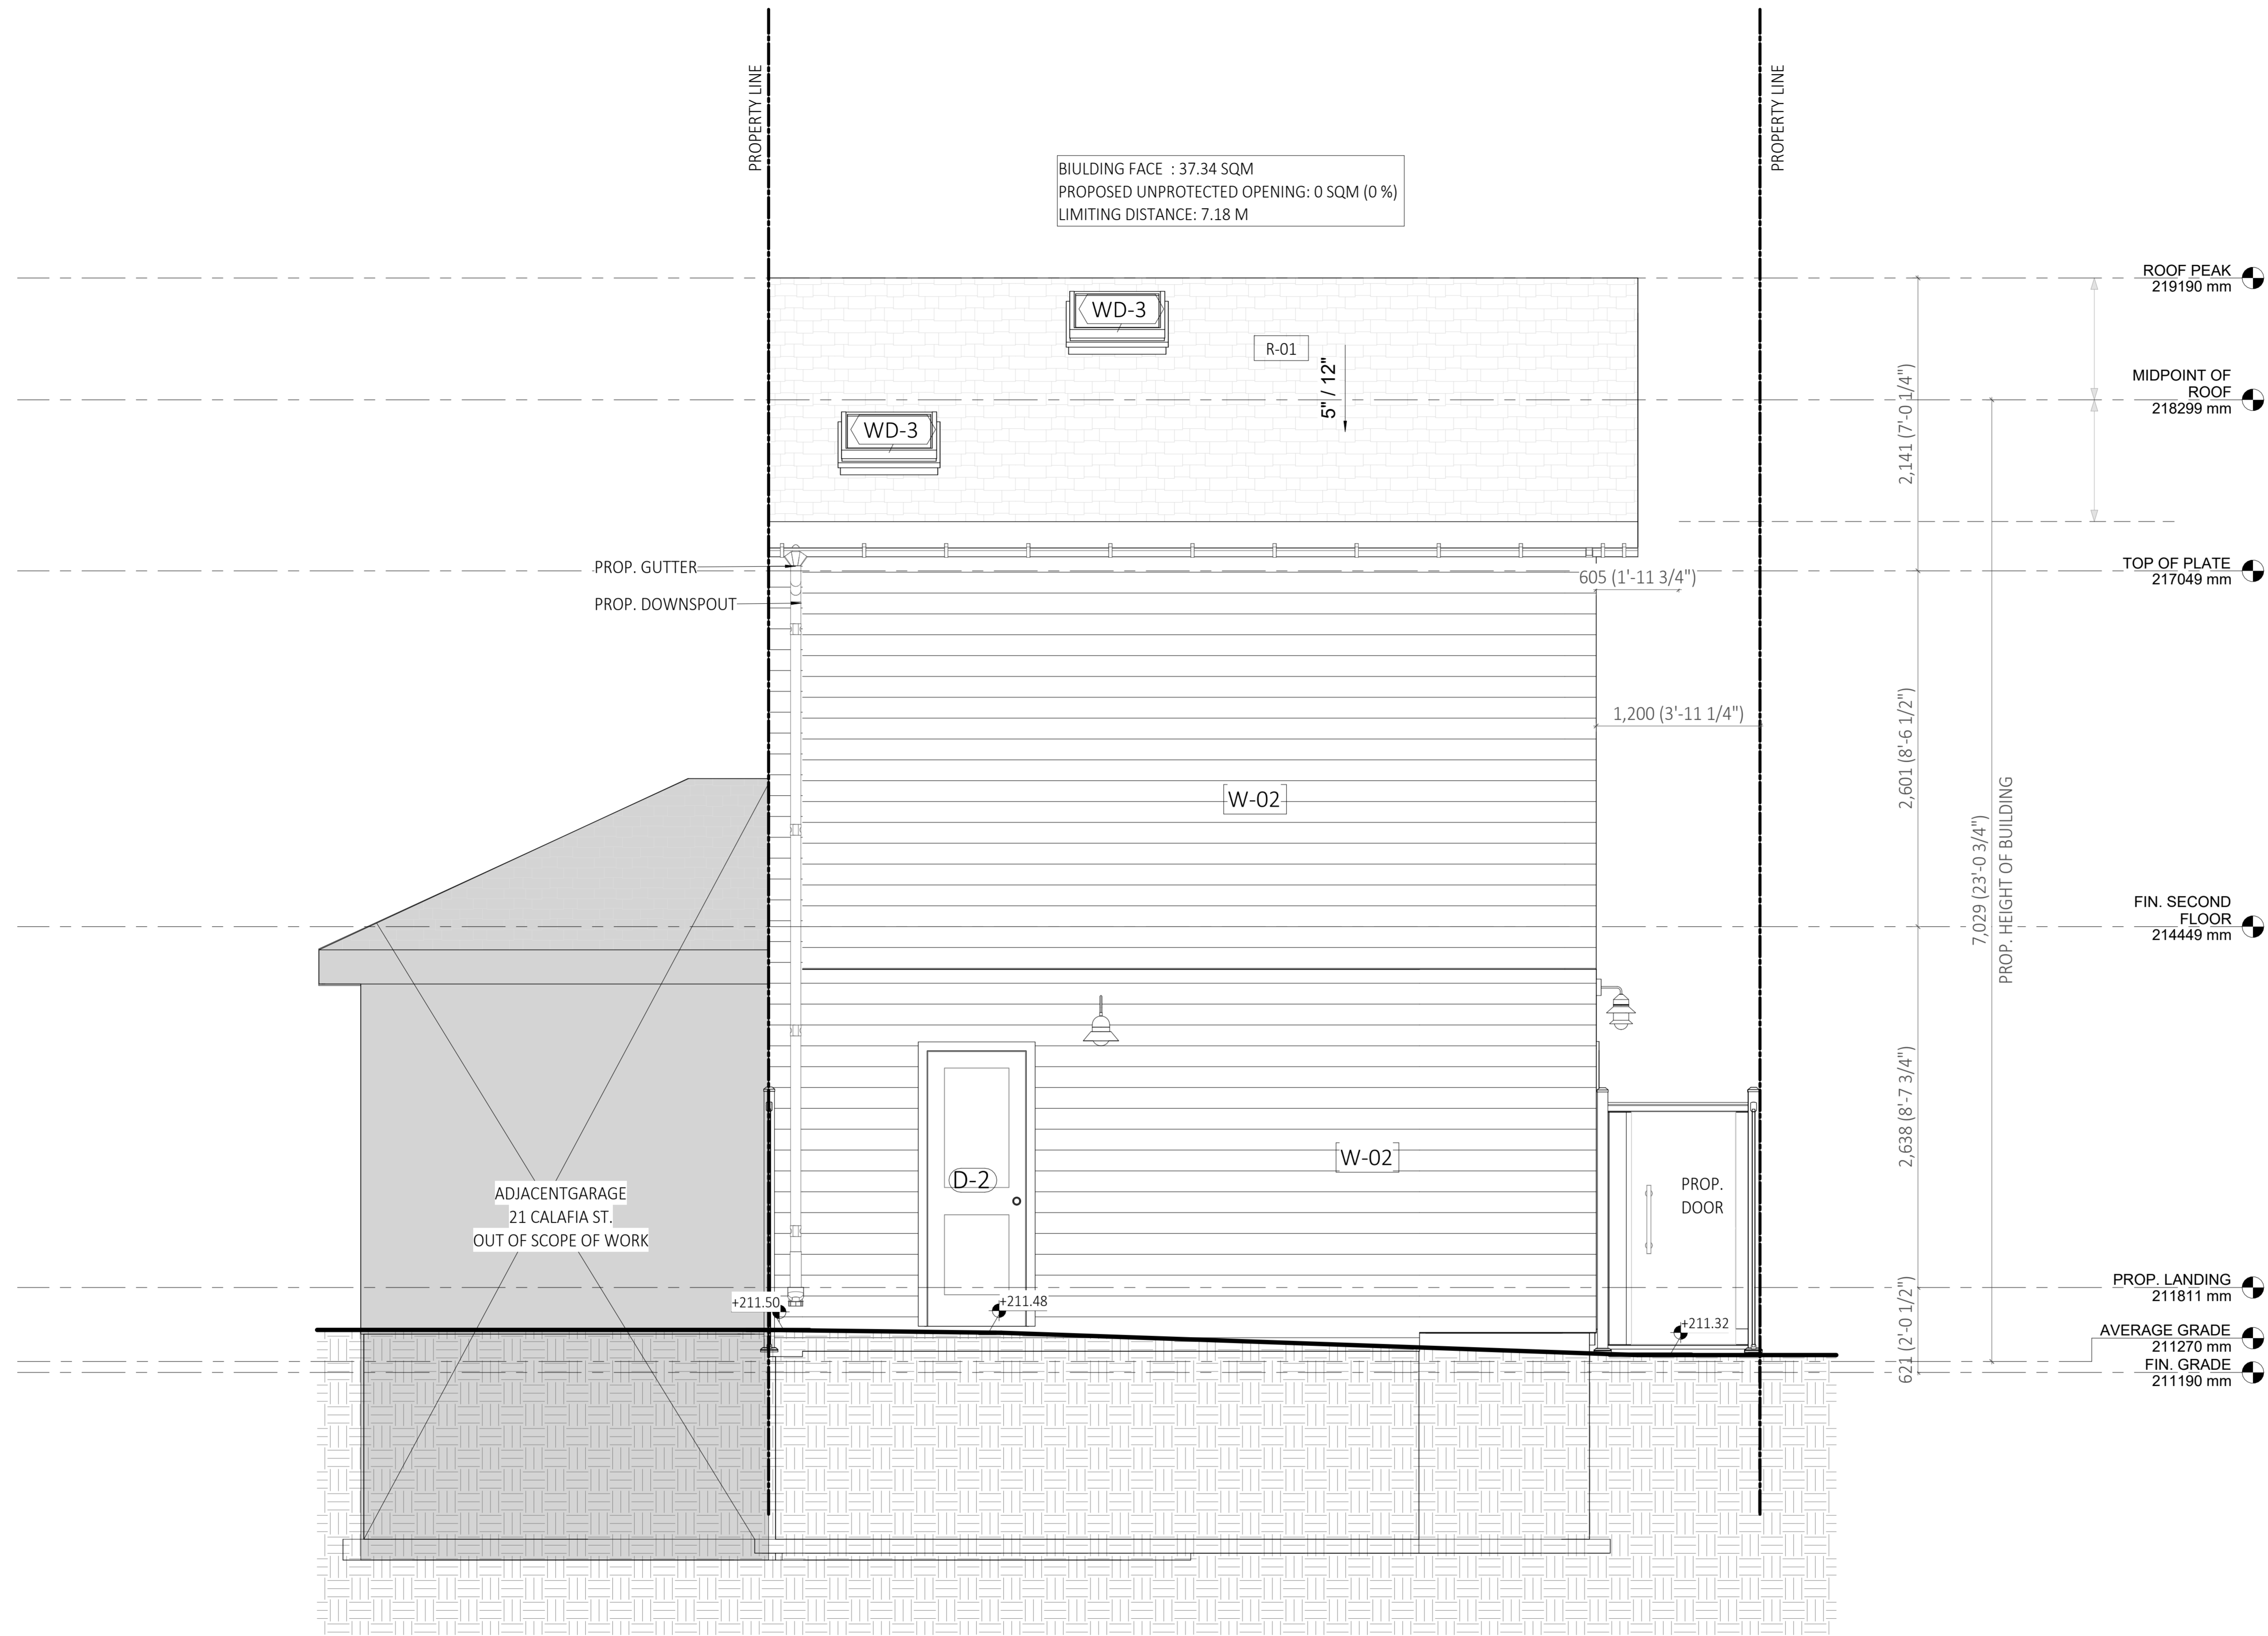 PROPERTY LINE
PROPERTY LINE
BIULDING FACE : 37.34 SQM
PROPOSED UNPROTECTED OPENING: 0 SQM (0 %)
LIMITING DISTANCE: 7.18 M
ROOF PEAK
219190 mm
WD-3
R-01
5" / 12"
MIDPOINT OF
ROOF
218299 mm
2,141 (7'-0 1/4")
WD-3
PROP. GUTTER
TOP OF PLATE
217049 mm
605 (1'-11 3/4")
PROP. DOWNSPOUT
1,200 (3'-11 1/4")
2,601 (8'-6 1/2")
W-02
7,029 (23'-0 3/4")
PROP. HEIGHT OF BUILDING
FIN. SECOND
FLOOR
214449 mm
2,638 (8'-7 3/4")
W-02
D-2
PROP.
DOOR
ADJACENTGARAGE
21 CALAFIA ST.
OUT OF SCOPE OF WORK
PROP. LANDING
211811 mm
+211.50
+211.48
+211.32
621 (2'-0 1/2")
AVERAGE GRADE
211270 mm
FIN. GRADE
211190 mm